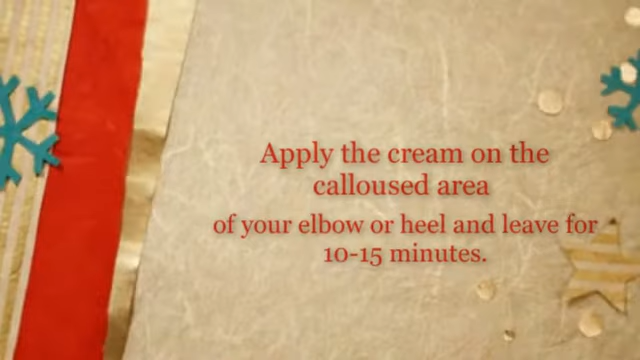 Apply the cream on the
calloused area
of your elbow or heel and leave for
10-15 minutes.